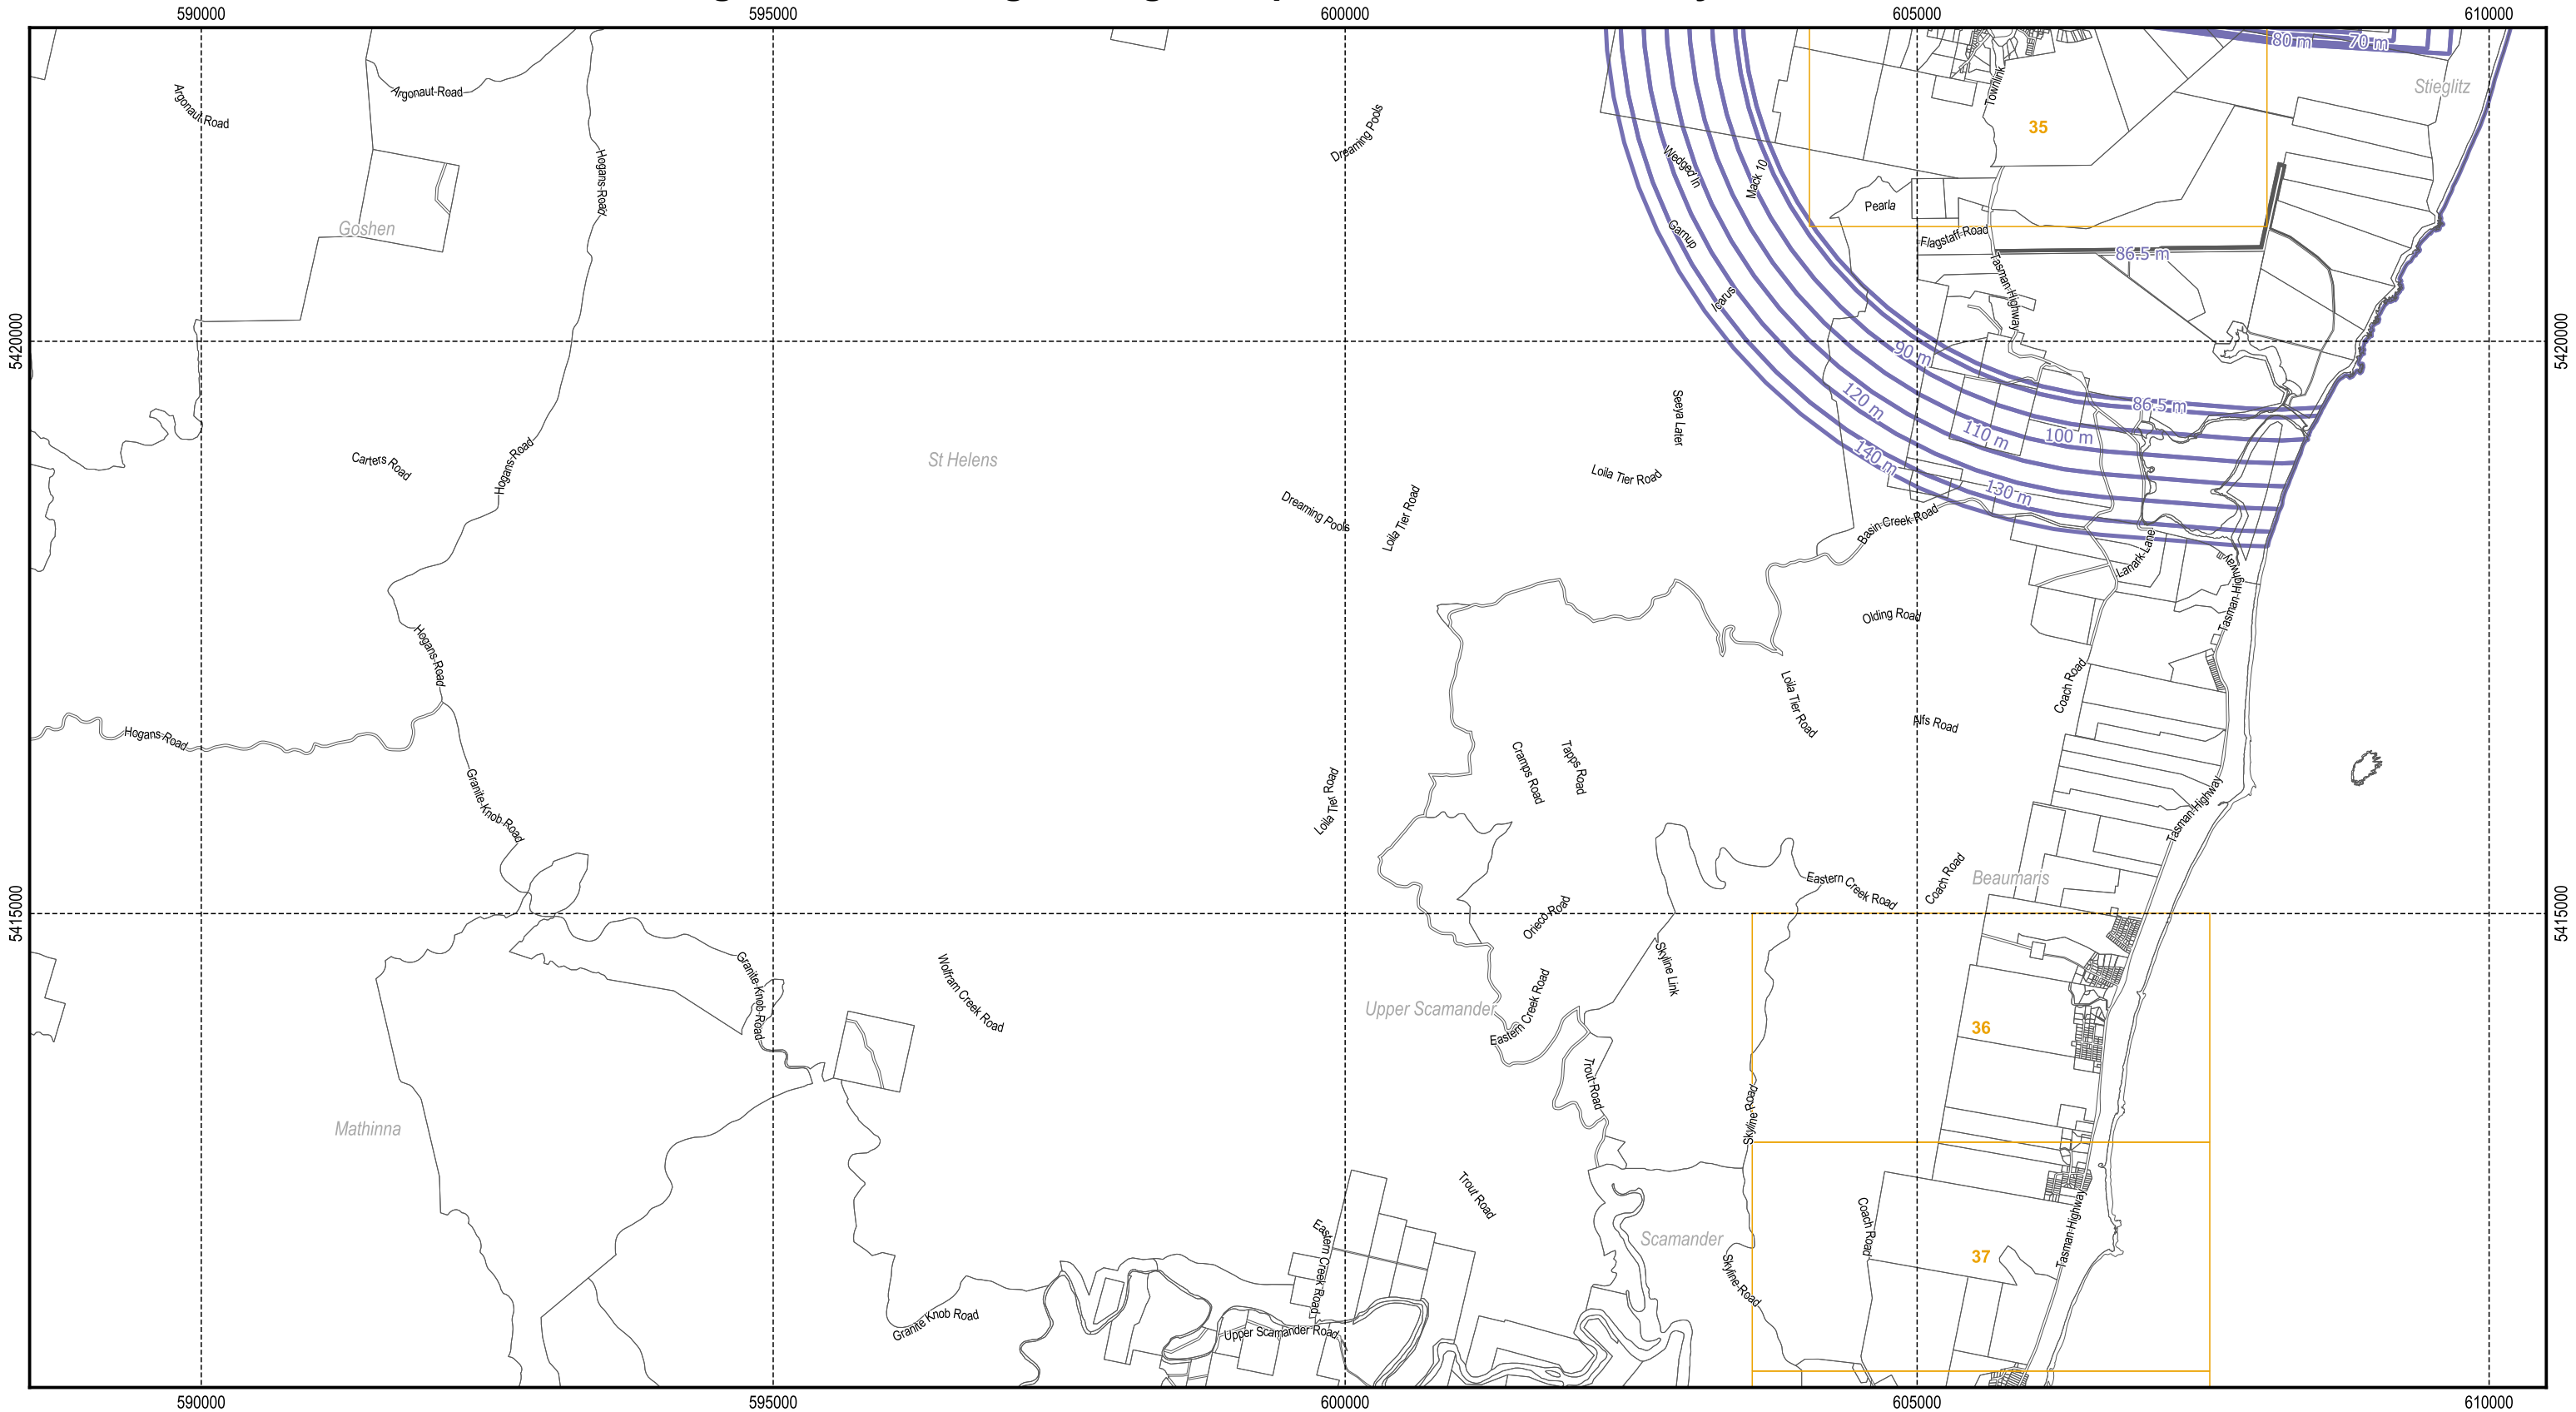 590000
595000
600000
605000
610000
80 m
70 m
Stieglitz
Argonaut Road
Argonaut Road
Townlink
35
Dreaming Pools
Hogans Road
Wedged In
Mack 10
Pearla
Goshen
Garnup
Flagstaff Road
86.5 m
Tasman Highway
Icarus
5420000
5420000
90 m
120 m
86.5 m
Seeya Later
110 m
100 m
Carters Road
Hogans Road
St Helens
140 m
Loila Tier Road
130 m
Dreaming Pools
Loila Tier Road
Basin Creek Road
Lanark Lane
Tasman Highway
Olding Road
Hogans Road
Coach Road
Loila Tier Road
Alfs Road
Hogans Road
Cramps Road
Tapps Road
Loila Tier Road
Granite Knob Road
Tasman Highway
Eastern Creek Road
Coach Road
Beaumaris
5415000
5415000
Orieco Road
Skyline Link
Granite Knob Road
Wolfram Creek Road
Upper Scamander
Eastern Creek Road
36
Trout Road
Skyline Road
Mathinna
Trout Road
Eastern Creek Road
Scamander
Coach Road
Tasman Highway
37
Skyline Road
Granite Knob Road
Upper Scamander Road
590000
595000
600000
605000
610000